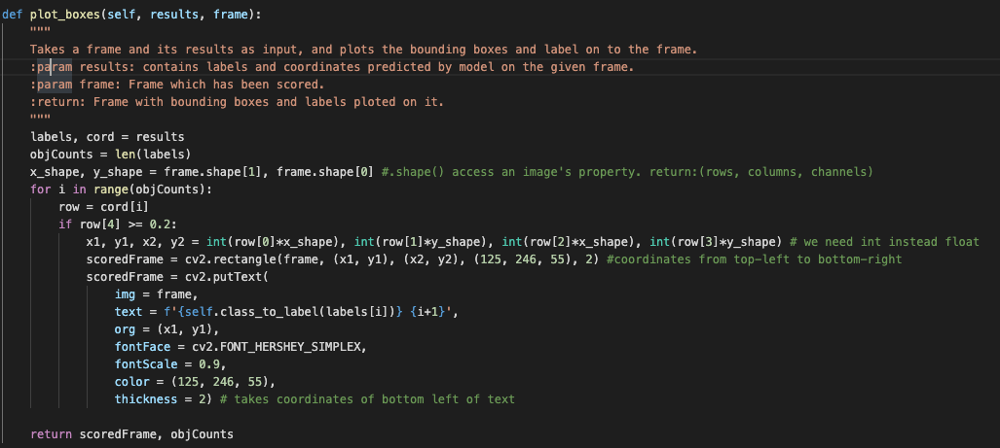 def plot_boxes(self, results, frame):
    """
    Takes a frame and its results as input, and plots the bounding boxes and label on to the frame.
    :param results: contains labels and coordinates predicted by model on the given frame.
    :param frame: Frame which has been scored.
    :return: Frame with bounding boxes and labels ploted on it.
    """
    labels, cord = results
    objCounts = len(labels)
    x_shape, y_shape = frame.shape[1], frame.shape[0] #.shape() access an image's property. return:(rows, columns, channels)
    for i in range(objCounts):
        row = cord[i]
        if row[4] >= 0.2:
            x1, y1, x2, y2 = int(row[0]*x_shape), int(row[1]*y_shape), int(row[2]*x_shape), int(row[3]*y_shape) # we need int instead float
            scoredFrame = cv2.rectangle(frame, (x1, y1), (x2, y2), (125, 246, 55), 2) #coordinates from top-left to bottom-right
            scoredFrame = cv2.putText(
                img = frame,
                text = f'{self.class_to_label(labels[i])} {i+1}',
                org = (x1, y1),
                fontFace = cv2.FONT_HERSHEY_SIMPLEX,
                fontScale = 0.9,
                color = (125, 246, 55),
                thickness = 2) # takes coordinates of bottom left of text
    return scoredFrame, objCounts